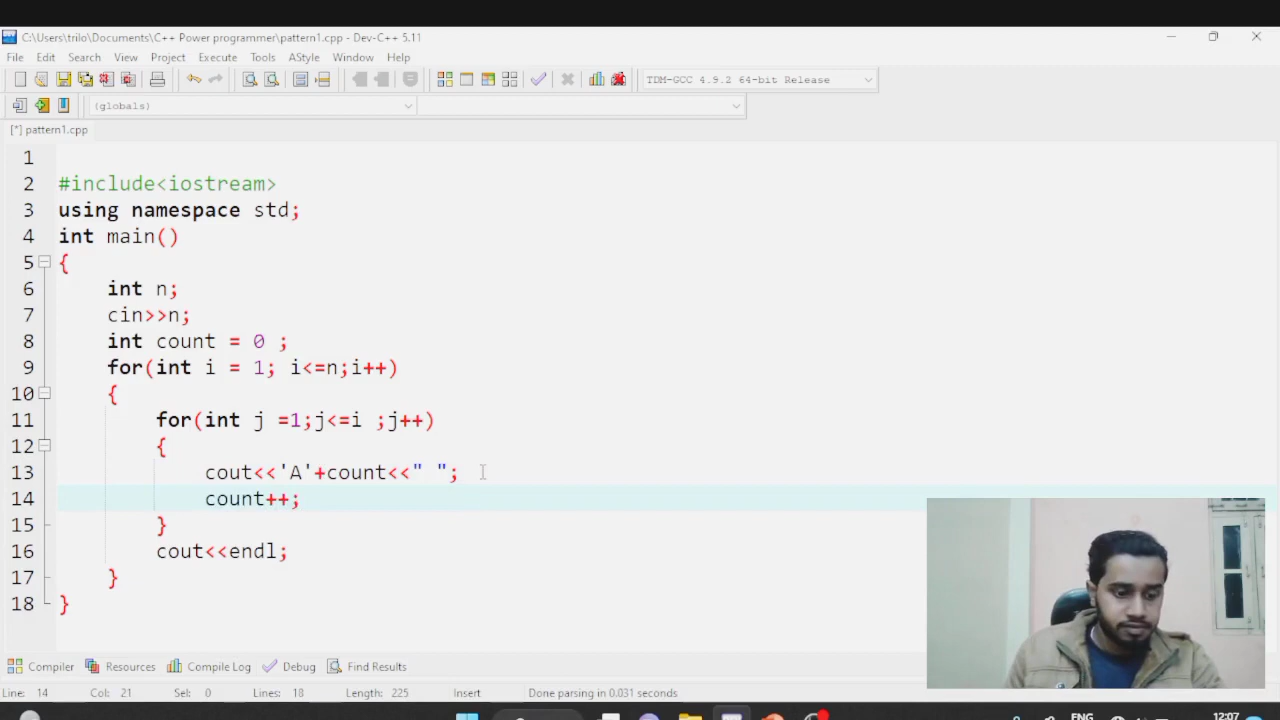 C:\Users\trilo\Documents\C++ Power programmer\pattern1.cpp - Dev-C++ 5.11
File Edit Search View Project Execute Tools AStyle Window Help
TDM-GCC 4.9.2 64-bit Release
(globals)
[*] pattern1.cpp
1
2 #include<iostream>
3 using namespace std;
4 int main()
5 {
6 int n;
7 cin>>n;
8 int count = 0 ;
9 for(int i = 1; i<=n;i++)
10 {
11 for(int j =1;j<=i ;j++)
12 {
13 cout<<'A'+count<<" ";
14 count++;
15 }
16 cout<<endl;
17 }
18 }
Compiler Resources Compile Log Debug Find Results
Line: 14 Col: 21 Sel: 0 Lines: 18 Length: 225 Insert Done parsing in 0.031 seconds
ENG 12:07